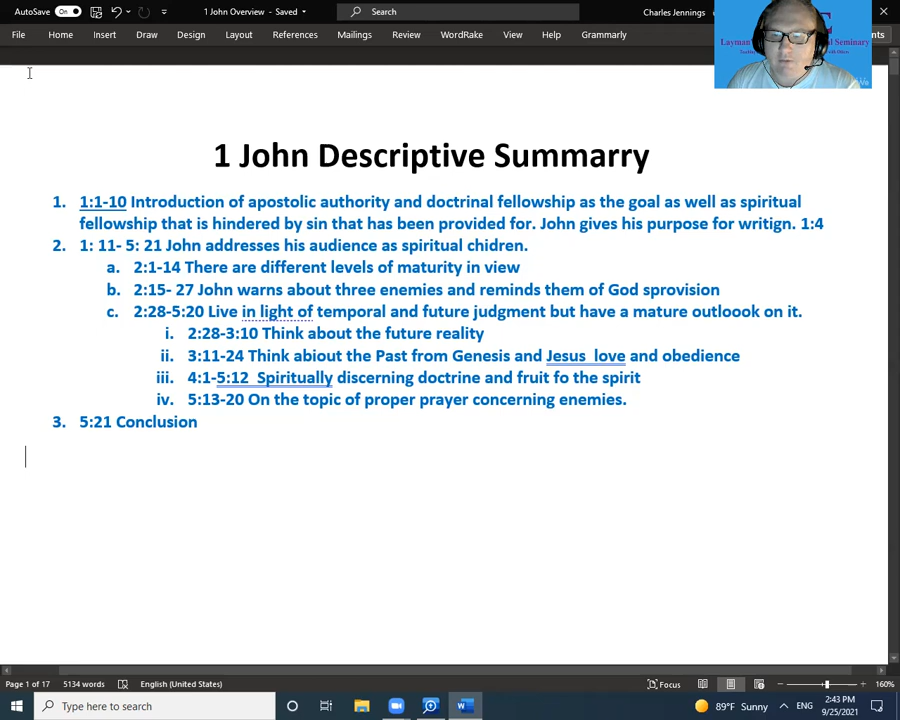 AutoSave On 1 John Overview - Saved Search Charles Jennings
File Home Insert Draw Design Layout References Mailings Review WordRake View Help Grammarly
1 John Descriptive Summarry
1. 1:1-10 Introduction of apostolic authority and doctrinal fellowship as the goal as well as spiritual
fellowship that is hindered by sin that has been provided for. John gives his purpose for writign. 1:4
2. 1: 11- 5: 21 John addresses his audience as spiritual chidren.
a. 2:1-14 There are different levels of maturity in view
b. 2:15- 27 John warns about three enemies and reminds them of God sprovision
c. 2:28-5:20 Live in light of temporal and future judgment but have a mature outloook on it.
i. 2:28-3:10 Think about the future reality
ii. 3:11-24 Think abiout the Past from Genesis and Jesus love and obedience
iii. 4:1-5:12 Spiritually discerning doctrine and fruit fo the spirit
iv. 5:13-20 On the topic of proper prayer concerning enemies.
3. 5:21 Conclusion
Page 1 of 17 5134 words English (United States) Focus 160%
Type here to search 89°F Sunny ENG 2:43 PM
9/25/2021
Layman
Seminary